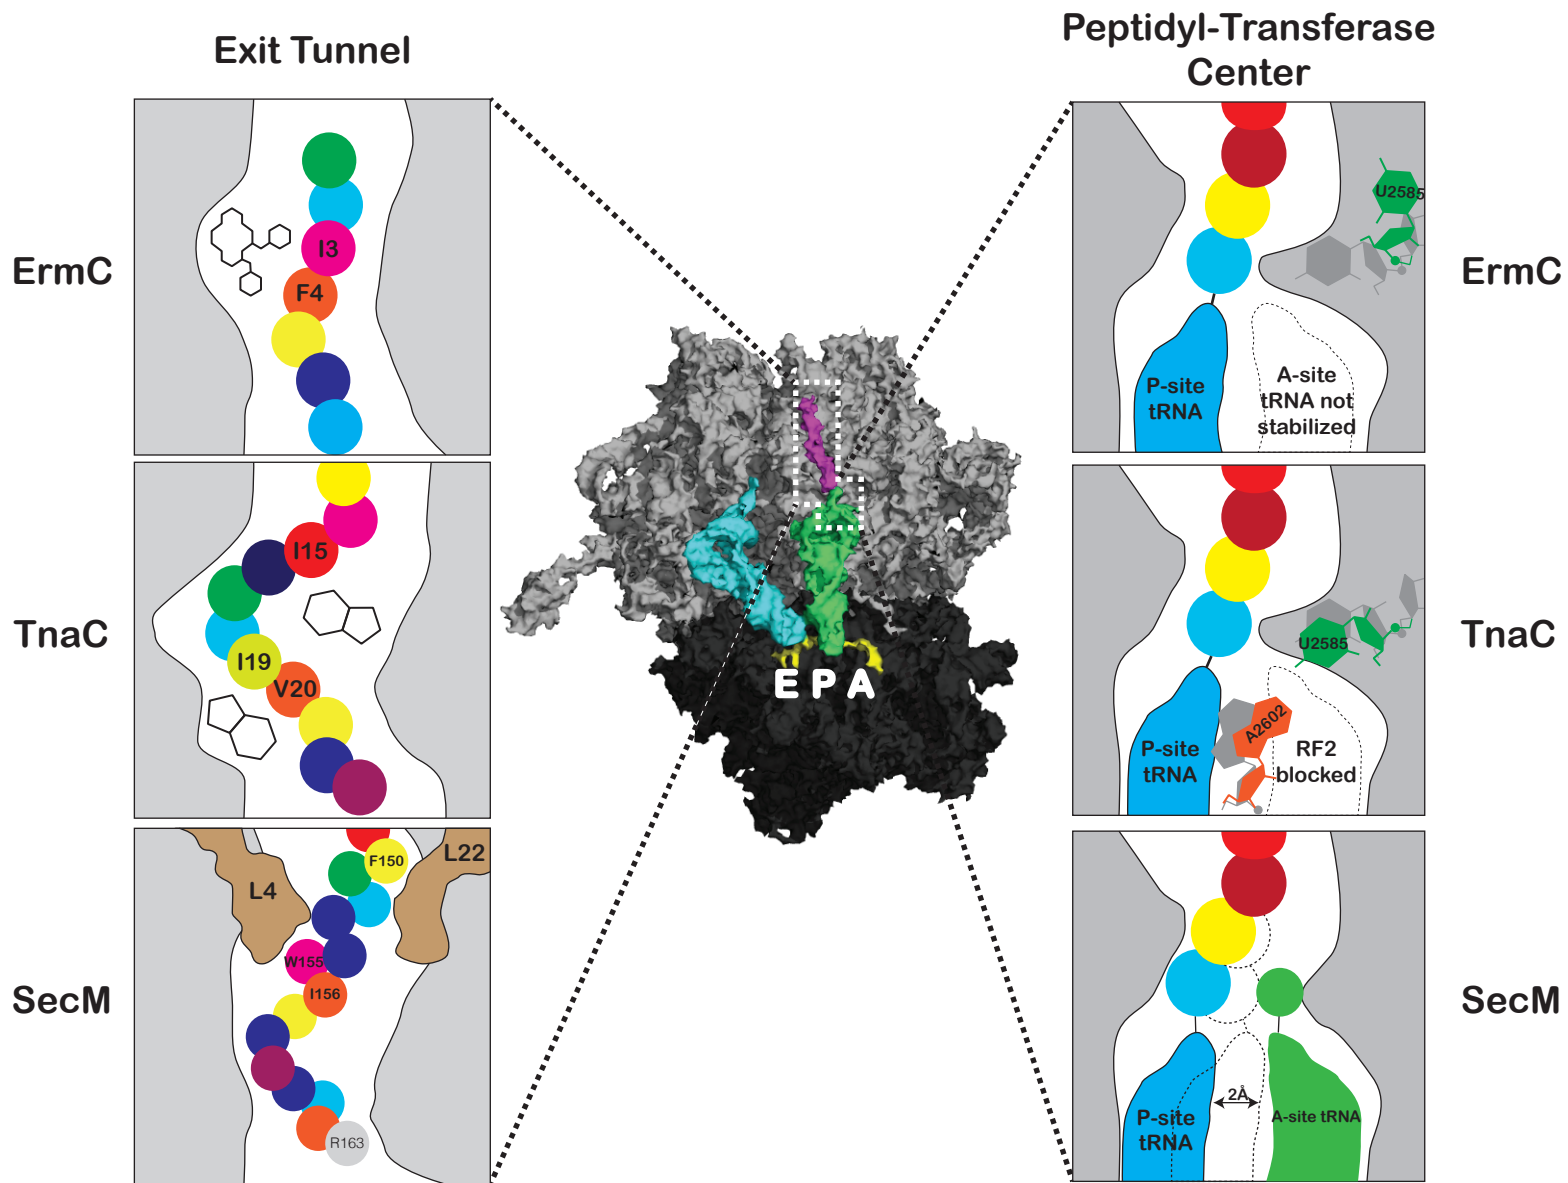 Exit Tunnel
Peptidyl-Transferase
Center
ErmC
I3
F4
U2585
P-site
tRNA
A-site
tRNA not
stabilized
ErmC
TnaC
I15
I19
V20
E P A
U2585
A2602
P-site
tRNA
RF2
blocked
TnaC
SecM
L4
L22
F150
W155
I156
R163
2Å
P-site
tRNA
A-site tRNA
SecM